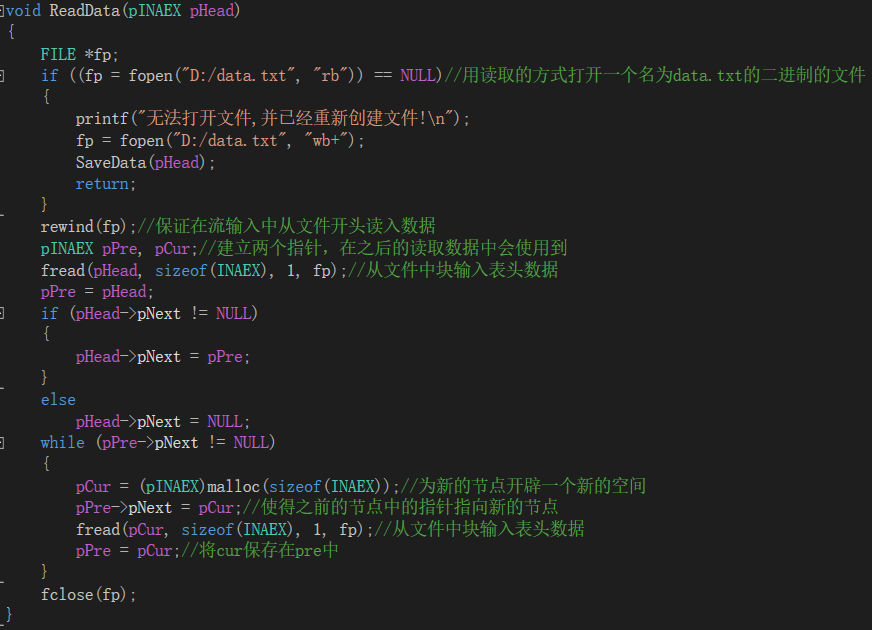 void ReadData(pINAEX pHead)
{
    FILE *fp;
    if ((fp = fopen("D:/data.txt", "rb")) == NULL)//用读取的方式打开一个名为data.txt的二进制的文件
    {
        printf("无法打开文件,并已经重新创建文件!\n");
        fp = fopen("D:/data.txt", "wb+");
        SaveData(pHead);
        return;
    }
    rewind(fp);//保证在流输入中从文件开头读入数据
    pINAEX pPre, pCur;//建立两个指针，在之后的读取数据中会使用到
    fread(pHead, sizeof(INAEX), 1, fp);//从文件中块输入表头数据
    pPre = pHead;
    if (pHead->pNext != NULL)
    {
        pHead->pNext = pPre;
    }
    else
        pHead->pNext = NULL;
    while (pPre->pNext != NULL)
    {
        pCur = (pINAEX)malloc(sizeof(INAEX));//为新的节点开辟一个新的空间
        pPre->pNext = pCur;//使得之前的节点中的指针指向新的节点
        fread(pCur, sizeof(INAEX), 1, fp);//从文件中块输入表头数据
        pPre = pCur;//将cur保存在pre中
    }
    fclose(fp);
}